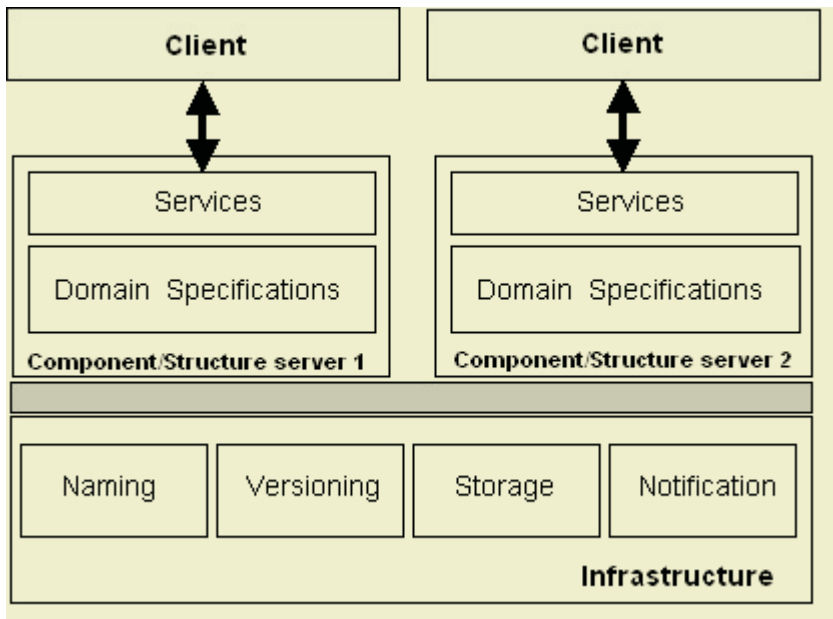 Client
Client
Services
Services
Domain Specifications
Domain Specifications
Component/Structure server 1
Component/Structure server 2
Naming
Versioning
Storage
Notification
Infrastructure